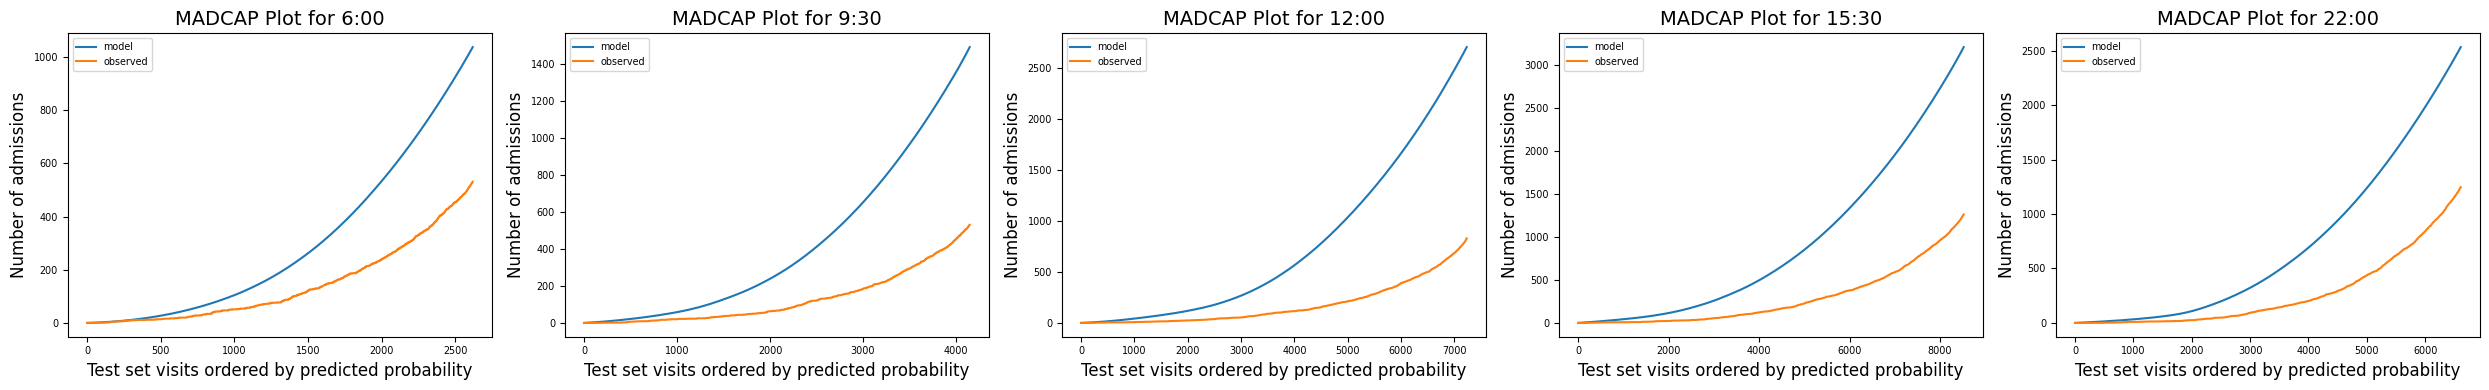 MADCAP Plot for 6:00
model
observed
Number of admissions
1000
800
600
400
200
0
0 500 1000 1500 2000 2500
Test set visits ordered by predicted probability
MADCAP Plot for 9:30
model
observed
Number of admissions
1400
1200
1000
800
600
400
200
0
0 1000 2000 3000 4000
Test set visits ordered by predicted probability
MADCAP Plot for 12:00
model
observed
Number of admissions
2500
2000
1500
1000
500
0
0 1000 2000 3000 4000 5000 6000 7000
Test set visits ordered by predicted probability
MADCAP Plot for 15:30
model
observed
Number of admissions
3000
2500
2000
1500
1000
500
0
0 2000 4000 6000 8000
Test set visits ordered by predicted probability
MADCAP Plot for 22:00
model
observed
Number of admissions
2500
2000
1500
1000
500
0
0 1000 2000 3000 4000 5000 6000
Test set visits ordered by predicted probability